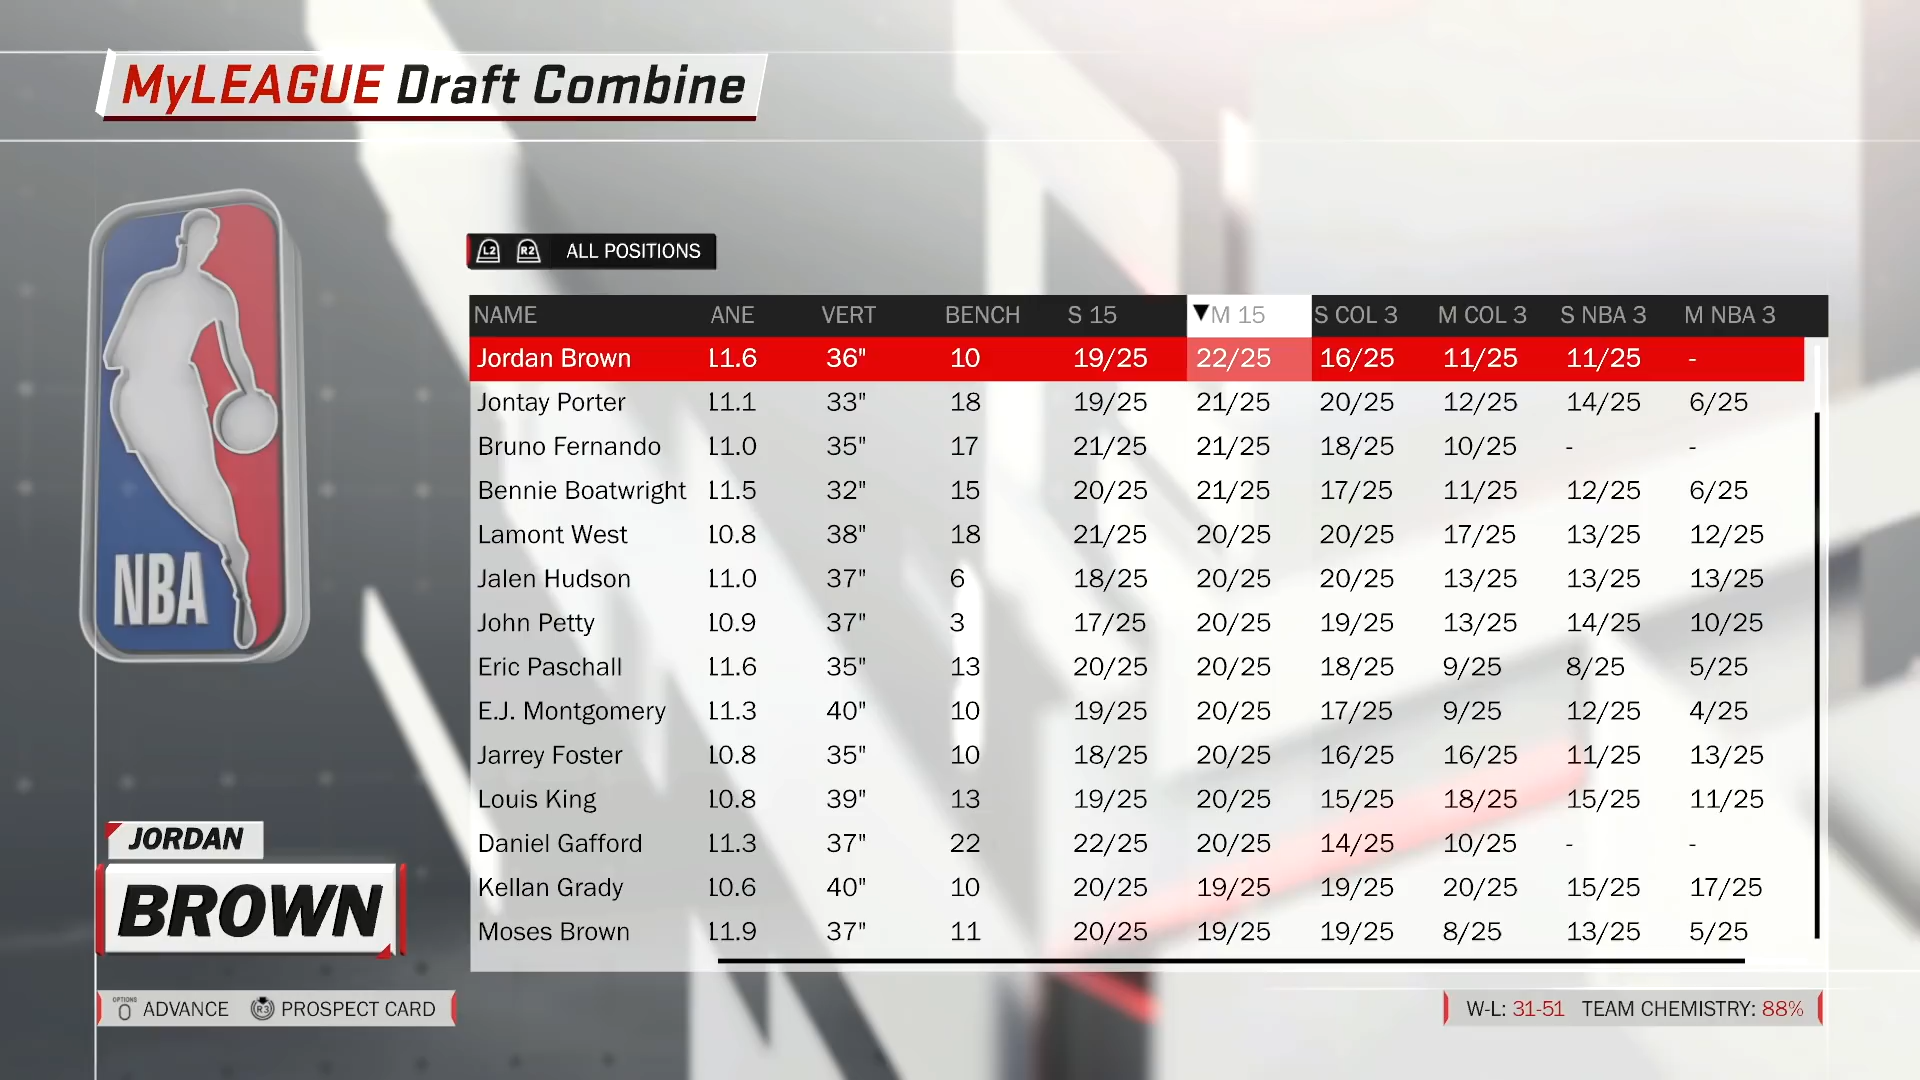 MyLEAGUE Draft Combine
L2 R2 ALL POSITIONS
NAME ANE VERT BENCH S 15 ▼M 15 S COL 3 M COL 3 S NBA 3 M NBA 3
Jordan Brown 11.6 36" 10 19/25 22/25 16/25 11/25 11/25 -
Jontay Porter 11.1 33" 18 19/25 21/25 20/25 12/25 14/25 6/25
Bruno Fernando 11.0 35" 17 21/25 21/25 18/25 10/25 - -
Bennie Boatwright 11.5 32" 15 20/25 21/25 17/25 11/25 12/25 6/25
Lamont West 10.8 38" 18 21/25 20/25 20/25 17/25 13/25 12/25
Jalen Hudson 11.0 37" 6 18/25 20/25 20/25 13/25 13/25 13/25
John Petty 10.9 37" 3 17/25 20/25 19/25 13/25 14/25 10/25
Eric Paschall 11.6 35" 13 20/25 20/25 18/25 9/25 8/25 5/25
E.J. Montgomery 11.3 40" 10 19/25 20/25 17/25 9/25 12/25 4/25
Jarrey Foster 10.8 35" 10 18/25 20/25 16/25 16/25 11/25 13/25
Louis King 10.8 39" 13 19/25 20/25 15/25 18/25 15/25 11/25
Daniel Gafford 11.3 37" 22 22/25 20/25 14/25 10/25 - -
Kellan Grady 10.6 40" 10 20/25 19/25 19/25 20/25 15/25 17/25
Moses Brown 11.9 37" 11 20/25 19/25 19/25 8/25 13/25 5/25
NBA
JORDAN
BROWN
OPTIONS ADVANCE R3 PROSPECT CARD
W-L: 31-51 TEAM CHEMISTRY: 88%